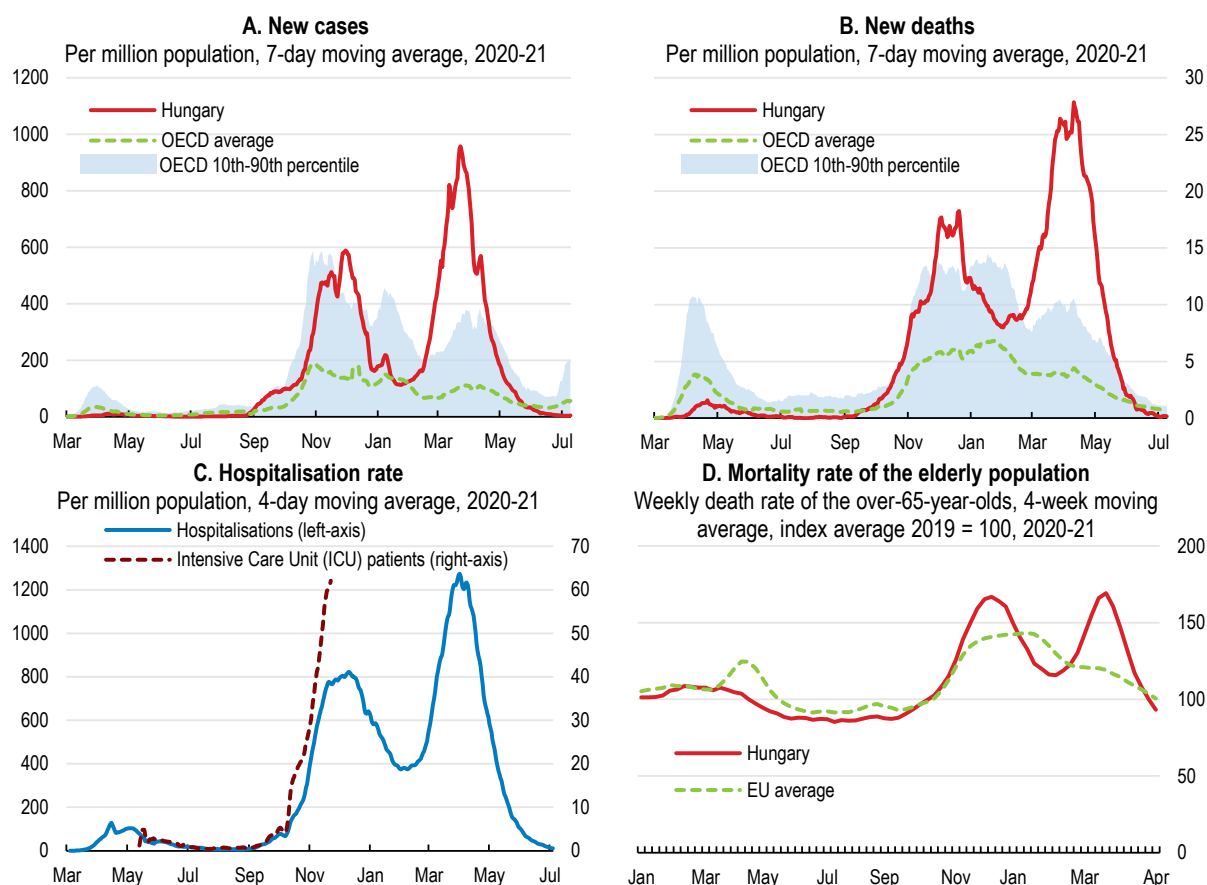 A. New cases
Per million population, 7-day moving average, 2020-21
1200
1000
800
600
400
200
0
Hungary
OECD average
OECD 10th-90th percentile
Mar May Jul Sep Nov Jan Mar May Jul
B. New deaths
Per million population, 7-day moving average, 2020-21
30
25
20
15
10
5
0
Hungary
OECD average
OECD 10th-90th percentile
Mar May Jul Sep Nov Jan Mar May Jul
C. Hospitalisation rate
Per million population, 4-day moving average, 2020-21
Hospitalisations (left-axis)
Intensive Care Unit (ICU) patients (right-axis)
1400
1200
1000
800
600
400
200
0
70
60
50
40
30
20
10
0
Mar May Jul Sep Nov Jan Mar May Jul
D. Mortality rate of the elderly population
Weekly death rate of the over-65-year-olds, 4-week moving
average, index average 2019 = 100, 2020-21
200
150
100
50
0
Hungary
EU average
Jan Mar May Jul Sep Nov Jan Mar Apr